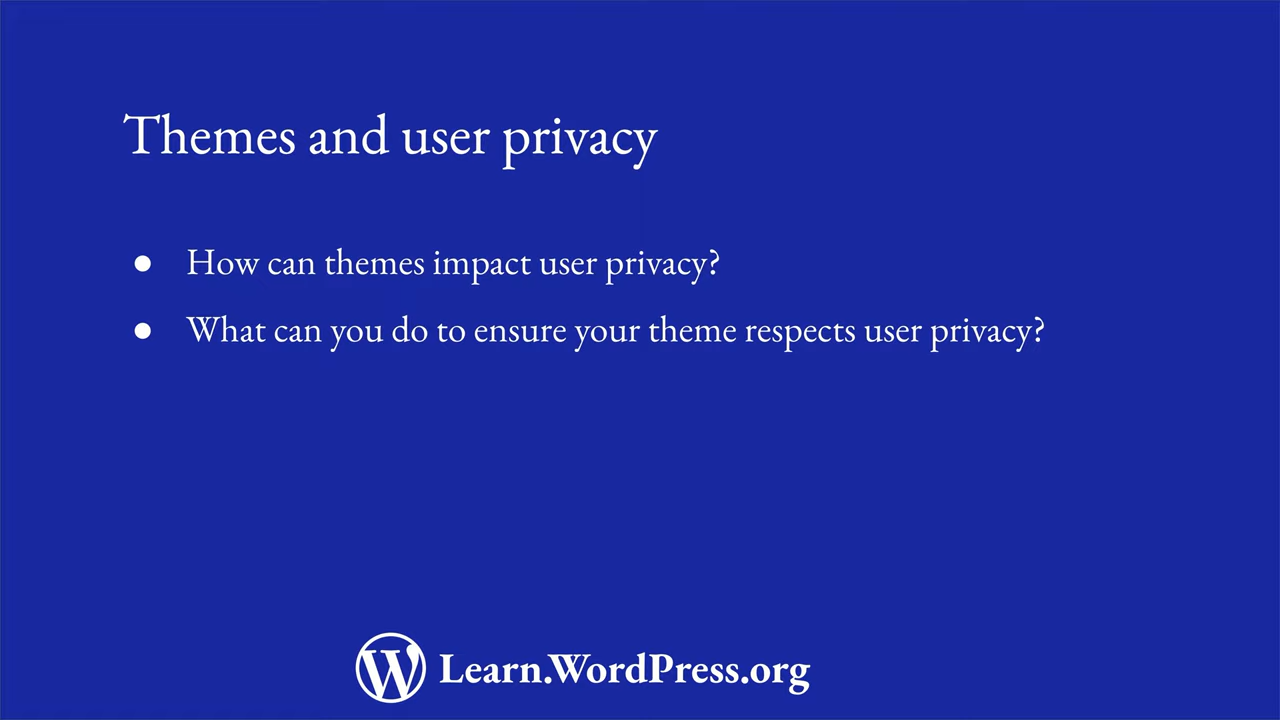 Themes and user privacy
● How can themes impact user privacy?
● What can you do to ensure your theme respects user privacy?
Learn.WordPress.org